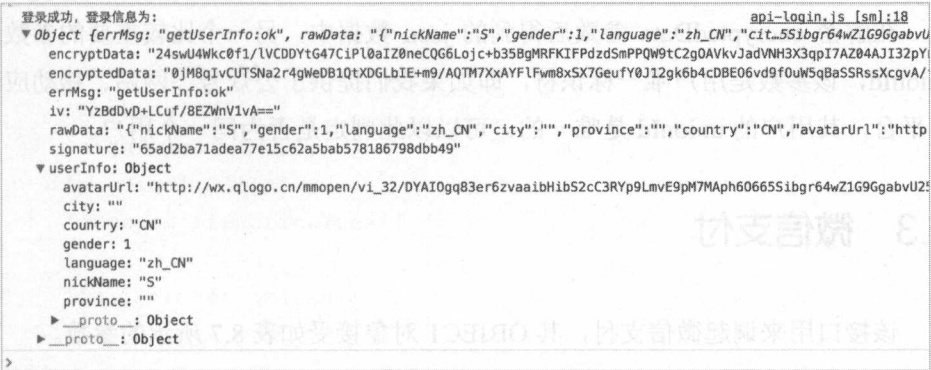 登录成功，登录信息为：
api-login.js [sm]:18
▼Object {errMsg: "getUserInfo:ok", rawData: "{"nickName":"S","gender":1,"language":"zh_CN","cit…5Sibgr64wZ1G9GgabvU
encryptData: "24swU4Wkc0f1/lVCDDYtG47CiPl0aIZ0neCQG6Lojc+b35BgMRFKIFPdzdSmPPQW9tC2gOAVkvJadVNH3X3qpI7AZ04AJI32pYr
encryptedData: "0jM8qIvCUTSNa2r4gWeDB1QtXDGLbIE+m9/AQTM7XxAYFlFwm8xSX7GeufY0J12gk6b4cDBEO6vd9fOuW5qBaSSRssXcgvA/
errMsg: "getUserInfo:ok"
iv: "YzBdDvD+LCuf/8EZWnV1vA=="
rawData: "{"nickName":"S","gender":1,"language":"zh_CN","city":"","province":"","country":"CN","avatarUrl":"http
signature: "65ad2ba71adea77e15c62a5bab578186798dbb49"
▼userInfo: Object
avatarUrl: "http://wx.qlogo.cn/mmopen/vi_32/DYAIOgq83er6zvaaibHibS2cC3RYp9LmvE9pM7MAph6O665Sibgr64wZ1G9GgabvU25
city: ""
country: "CN"
gender: 1
language: "zh_CN"
nickName: "S"
province: ""
▶__proto__: Object
▶__proto__: Object
>